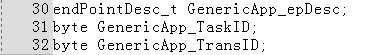 30 endPointDesc_t GenericApp_epDesc;
31 byte GenericApp_TaskID;
32 byte GenericApp_TransID;